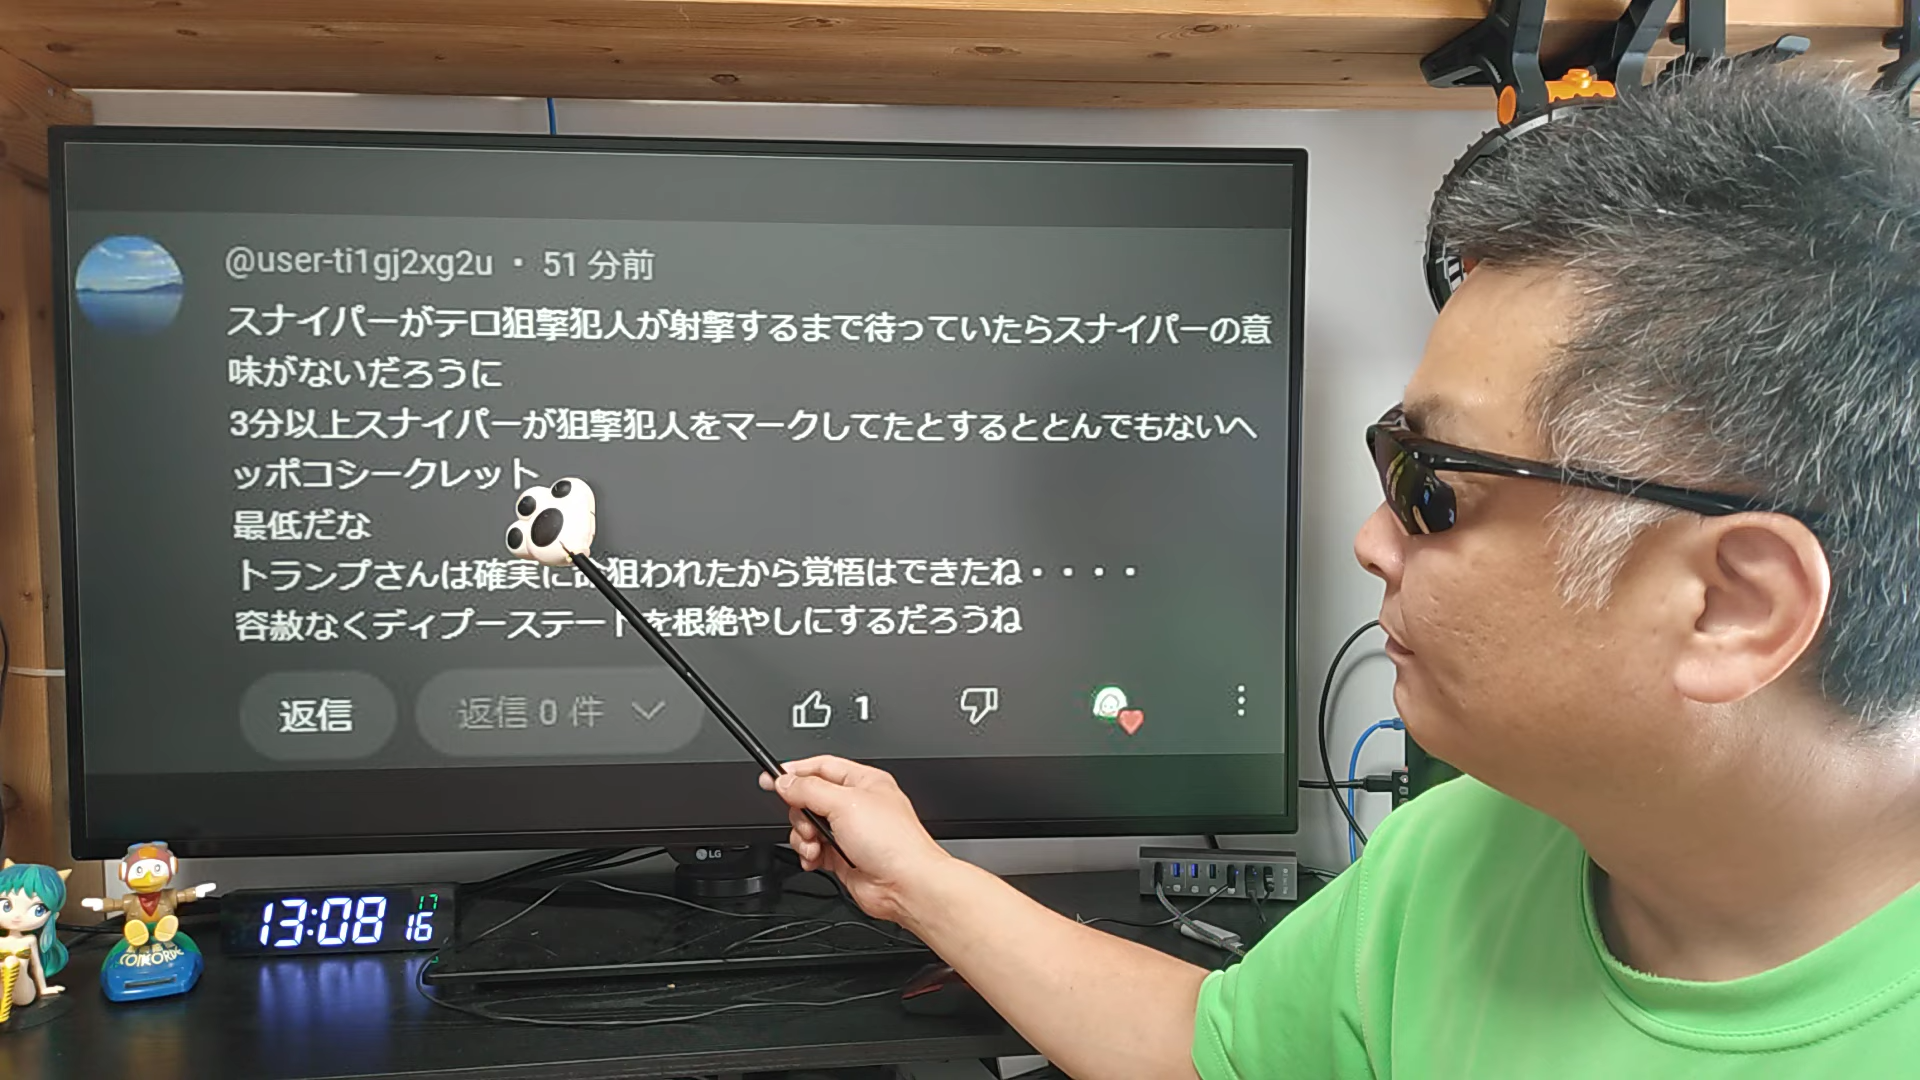 @user-ti1gj2xg2u・51 分前
スナイパーがテロ狙撃犯人が射撃するまで待っていたらスナイパーの意
味がないだろうに
3分以上スナイパーが狙撃犯人をマークしてたとするととんでもないへ
ッポコシークレット
最低だな
トランプさんは確実に 狙われたから覚悟はできたね・・・・
容赦なくディプーステートを根絶やしにするだろうね
返信
返信 0 件
1
LG
13:08 16
17
CONCORDE